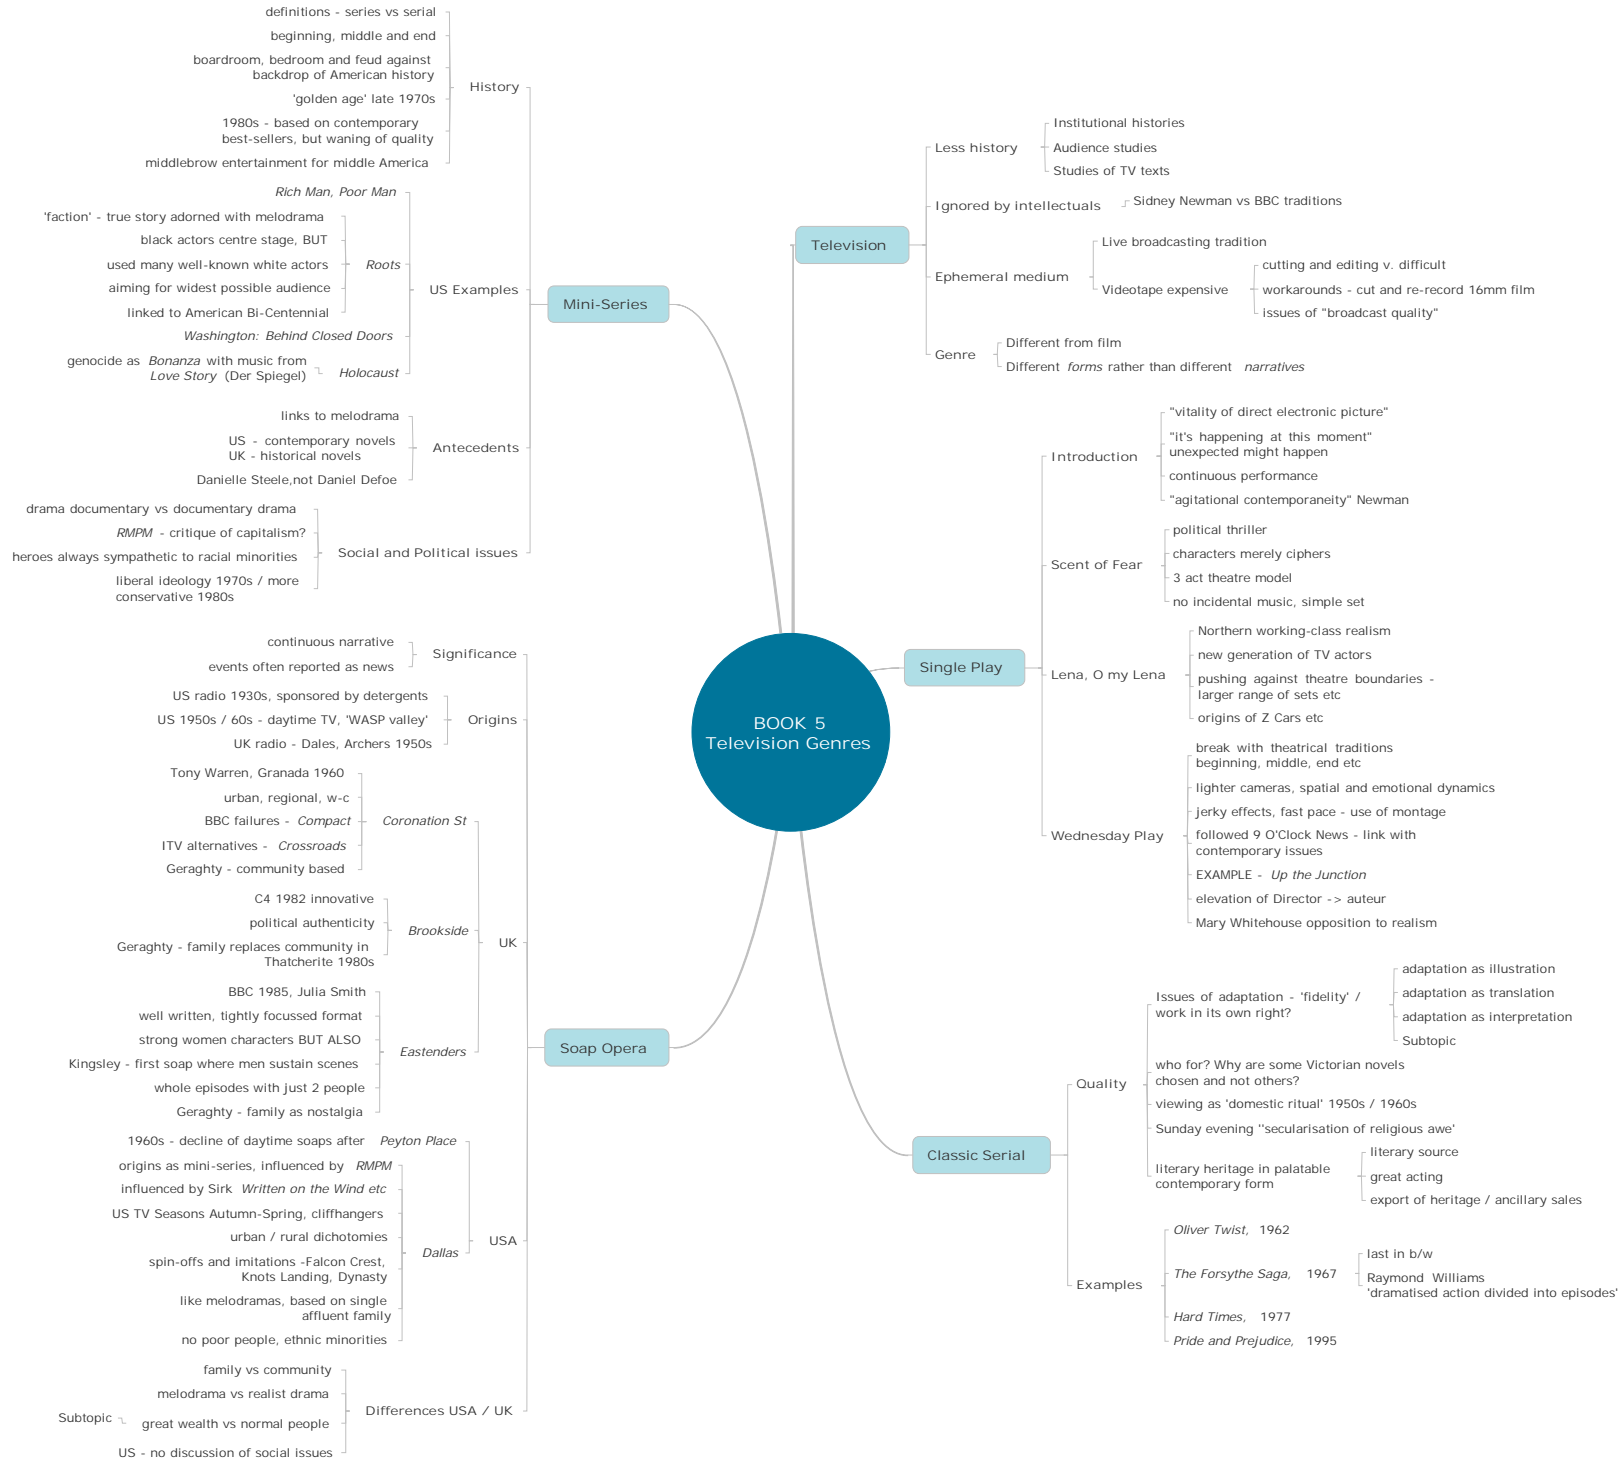 BOOK 5
Television Genres
Television
Less history
Institutional histories
Audience studies
Studies of TV texts
Ignored by intellectuals
Sidney Newman vs BBC traditions
Ephemeral medium
Live broadcasting tradition
Videotape expensive
cutting and editing v. difficult
workarounds - cut and re-record 16mm film
issues of "broadcast quality"
Genre
Different from film
Different forms rather than different narratives
Single Play
Introduction
"vitality of direct electronic picture"
"it's happening at this moment"
unexpected might happen
continuous performance
"agitational contemporaneity" Newman
Scent of Fear
political thriller
characters merely ciphers
3 act theatre model
no incidental music, simple set
Lena, O my Lena
Northern working-class realism
new generation of TV actors
pushing against theatre boundaries -
larger range of sets etc
origins of Z Cars etc
Wednesday Play
break with theatrical traditions
beginning, middle, end etc
lighter cameras, spatial and emotional dynamics
jerky effects, fast pace - use of montage
followed 9 O'Clock News - link with
contemporary issues
EXAMPLE - Up the Junction
elevation of Director -> auteur
Mary Whitehouse opposition to realism
Classic Serial
Quality
Issues of adaptation - 'fidelity' /
work in its own right?
adaptation as illustration
adaptation as translation
adaptation as interpretation
Subtopic
who for? Why are some Victorian novels
chosen and not others?
viewing as 'domestic ritual' 1950s / 1960s
Sunday evening ''secularisation of religious awe'
literary heritage in palatable
contemporary form
literary source
great acting
export of heritage / ancillary sales
Examples
Oliver Twist, 1962
The Forsythe Saga, 1967
last in b/w
Raymond Williams
'dramatised action divided into episodes'
Hard Times, 1977
Pride and Prejudice, 1995
Mini-Series
History
definitions - series vs serial
beginning, middle and end
boardroom, bedroom and feud against
backdrop of American history
'golden age' late 1970s
1980s - based on contemporary
best-sellers, but waning of quality
middlebrow entertainment for middle America
US Examples
Rich Man, Poor Man
Roots
'faction' - true story adorned with melodrama
black actors centre stage, BUT
used many well-known white actors
aiming for widest possible audience
linked to American Bi-Centennial
Washington: Behind Closed Doors
Holocaust
genocide as Bonanza with music from
Love Story (Der Spiegel)
Antecedents
links to melodrama
US - contemporary novels
UK - historical novels
Danielle Steele,not Daniel Defoe
Social and Political issues
drama documentary vs documentary drama
RMPM - critique of capitalism?
heroes always sympathetic to racial minorities
liberal ideology 1970s / more
conservative 1980s
Soap Opera
Significance
continuous narrative
events often reported as news
Origins
US radio 1930s, sponsored by detergents
US 1950s / 60s - daytime TV, 'WASP valley'
UK radio - Dales, Archers 1950s
UK
Coronation St
Tony Warren, Granada 1960
urban, regional, w-c
BBC failures - Compact
ITV alternatives - Crossroads
Geraghty - community based
Brookside
C4 1982 innovative
political authenticity
Geraghty - family replaces community in
Thatcherite 1980s
Eastenders
BBC 1985, Julia Smith
well written, tightly focussed format
strong women characters BUT ALSO
Kingsley - first soap where men sustain scenes
whole episodes with just 2 people
Geraghty - family as nostalgia
USA
1960s - decline of daytime soaps after Peyton Place
Dallas
origins as mini-series, influenced by RMPM
influenced by Sirk Written on the Wind etc
US TV Seasons Autumn-Spring, cliffhangers
urban / rural dichotomies
spin-offs and imitations -Falcon Crest,
Knots Landing, Dynasty
like melodramas, based on single
affluent family
no poor people, ethnic minorities
Differences USA / UK
family vs community
melodrama vs realist drama
great wealth vs normal people
Subtopic
US - no discussion of social issues